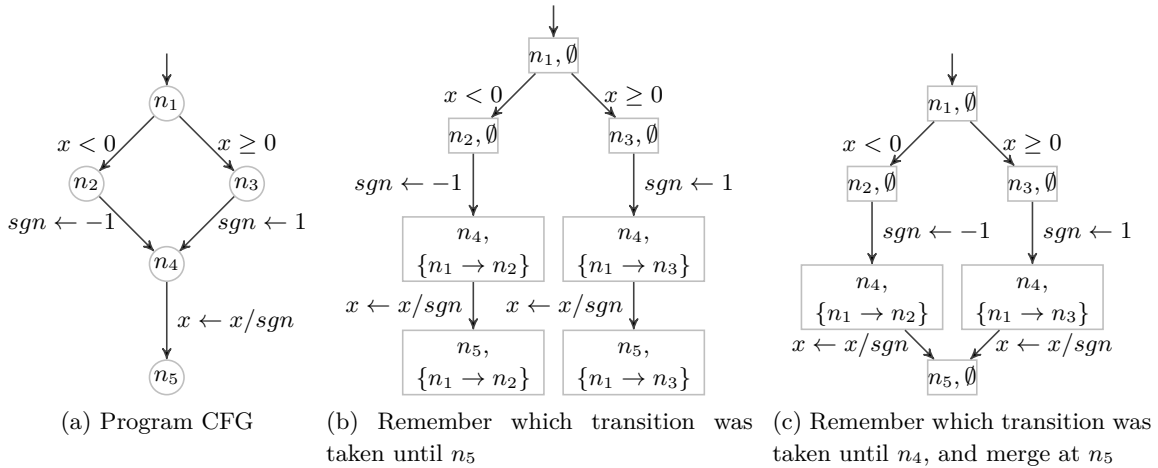 n₁
x < 0
x ≥ 0
n₂
n₃
sgn ← −1
sgn ← 1
n₄
x ← x/sgn
n₅
(a) Program CFG
n₁, ∅
x < 0
x ≥ 0
n₂, ∅
n₃, ∅
sgn ← −1
sgn ← 1
n₄,
{n₁ → n₂}
n₄,
{n₁ → n₃}
x ← x/sgn
x ← x/sgn
n₅,
{n₁ → n₂}
n₅,
{n₁ → n₃}
(b) Remember which transition was
taken until n₅
n₁, ∅
x < 0
x ≥ 0
n₂, ∅
n₃, ∅
sgn ← −1
sgn ← 1
n₄,
{n₁ → n₂}
n₄,
{n₁ → n₃}
x ← x/sgn
x ← x/sgn
n₅, ∅
(c) Remember which transition was
taken until n₄, and merge at n₅